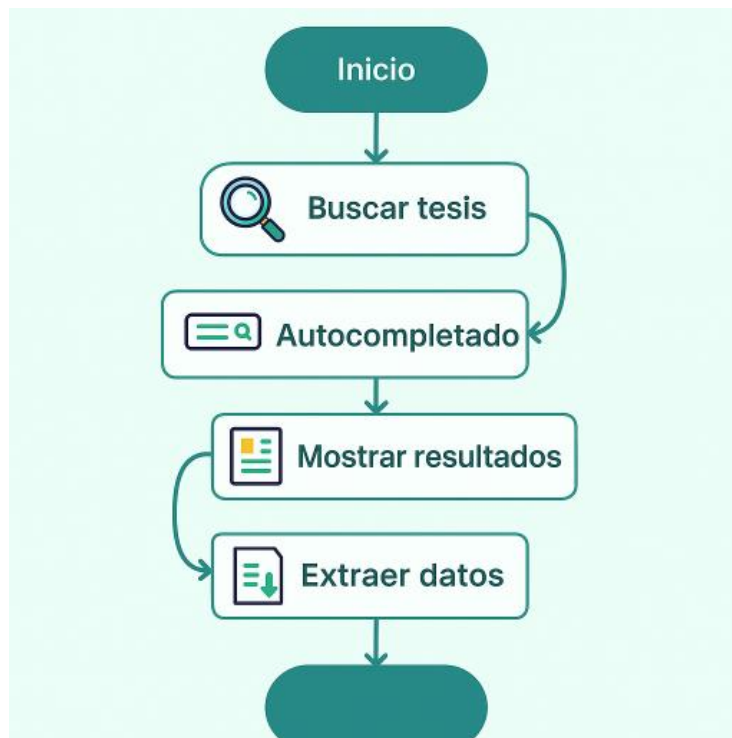 Inicio
Buscar tesis
Autocompletado
Mostrar resultados
Extraer datos